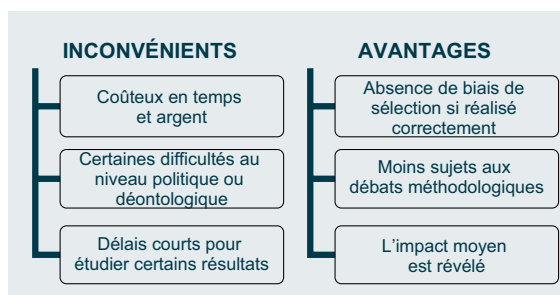 INCONVÉNIENTS
Coûteux en temps
et argent
Certaines difficultés au
niveau politique ou
déontologique
Délais courts pour
étudier certains résultats
AVANTAGES
Absence de biais de
sélection si réalisé
correctement
Moins sujets aux
débats méthodologiques
L'impact moyen
est révélé